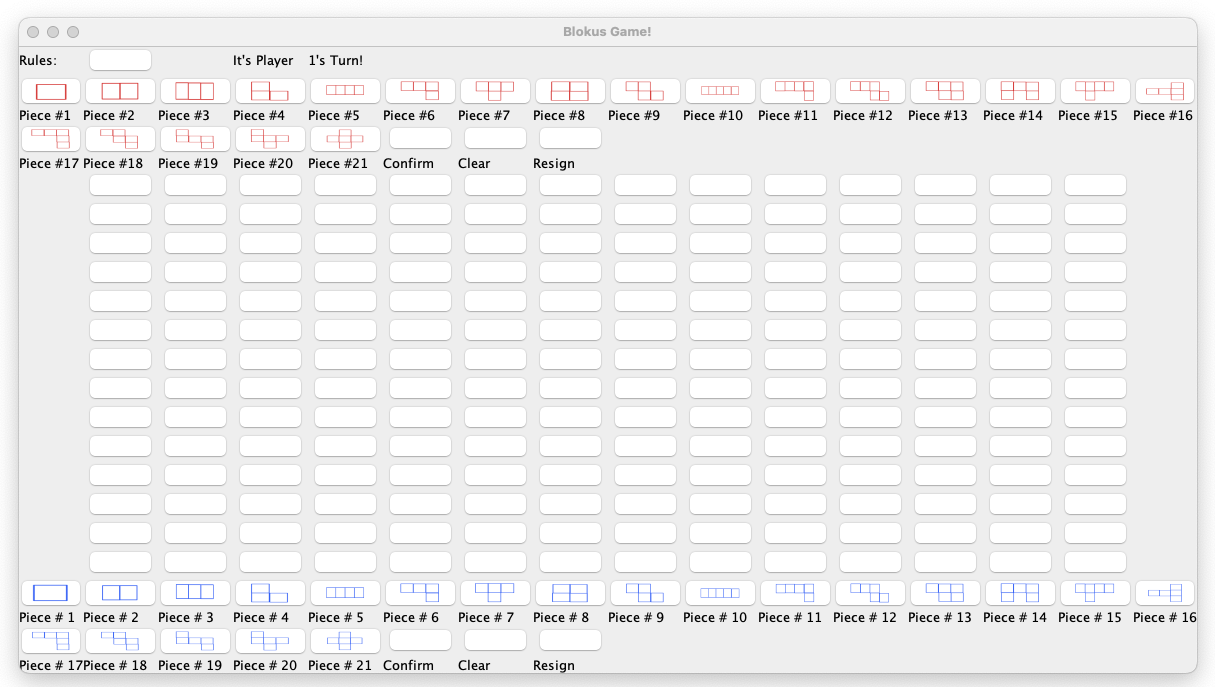 Blokus Game!
Rules: It's Player 1's Turn!
Piece #1 Piece #2 Piece #3 Piece #4 Piece #5 Piece #6 Piece #7 Piece #8 Piece #9 Piece #10 Piece #11 Piece #12 Piece #13 Piece #14 Piece #15 Piece #16
Piece #17 Piece #18 Piece #19 Piece #20 Piece #21 Confirm Clear Resign
Piece # 1 Piece # 2 Piece # 3 Piece # 4 Piece # 5 Piece # 6 Piece # 7 Piece # 8 Piece # 9 Piece # 10 Piece # 11 Piece # 12 Piece # 13 Piece # 14 Piece # 15 Piece # 16
Piece # 17 Piece # 18 Piece # 19 Piece # 20 Piece # 21 Confirm Clear Resign